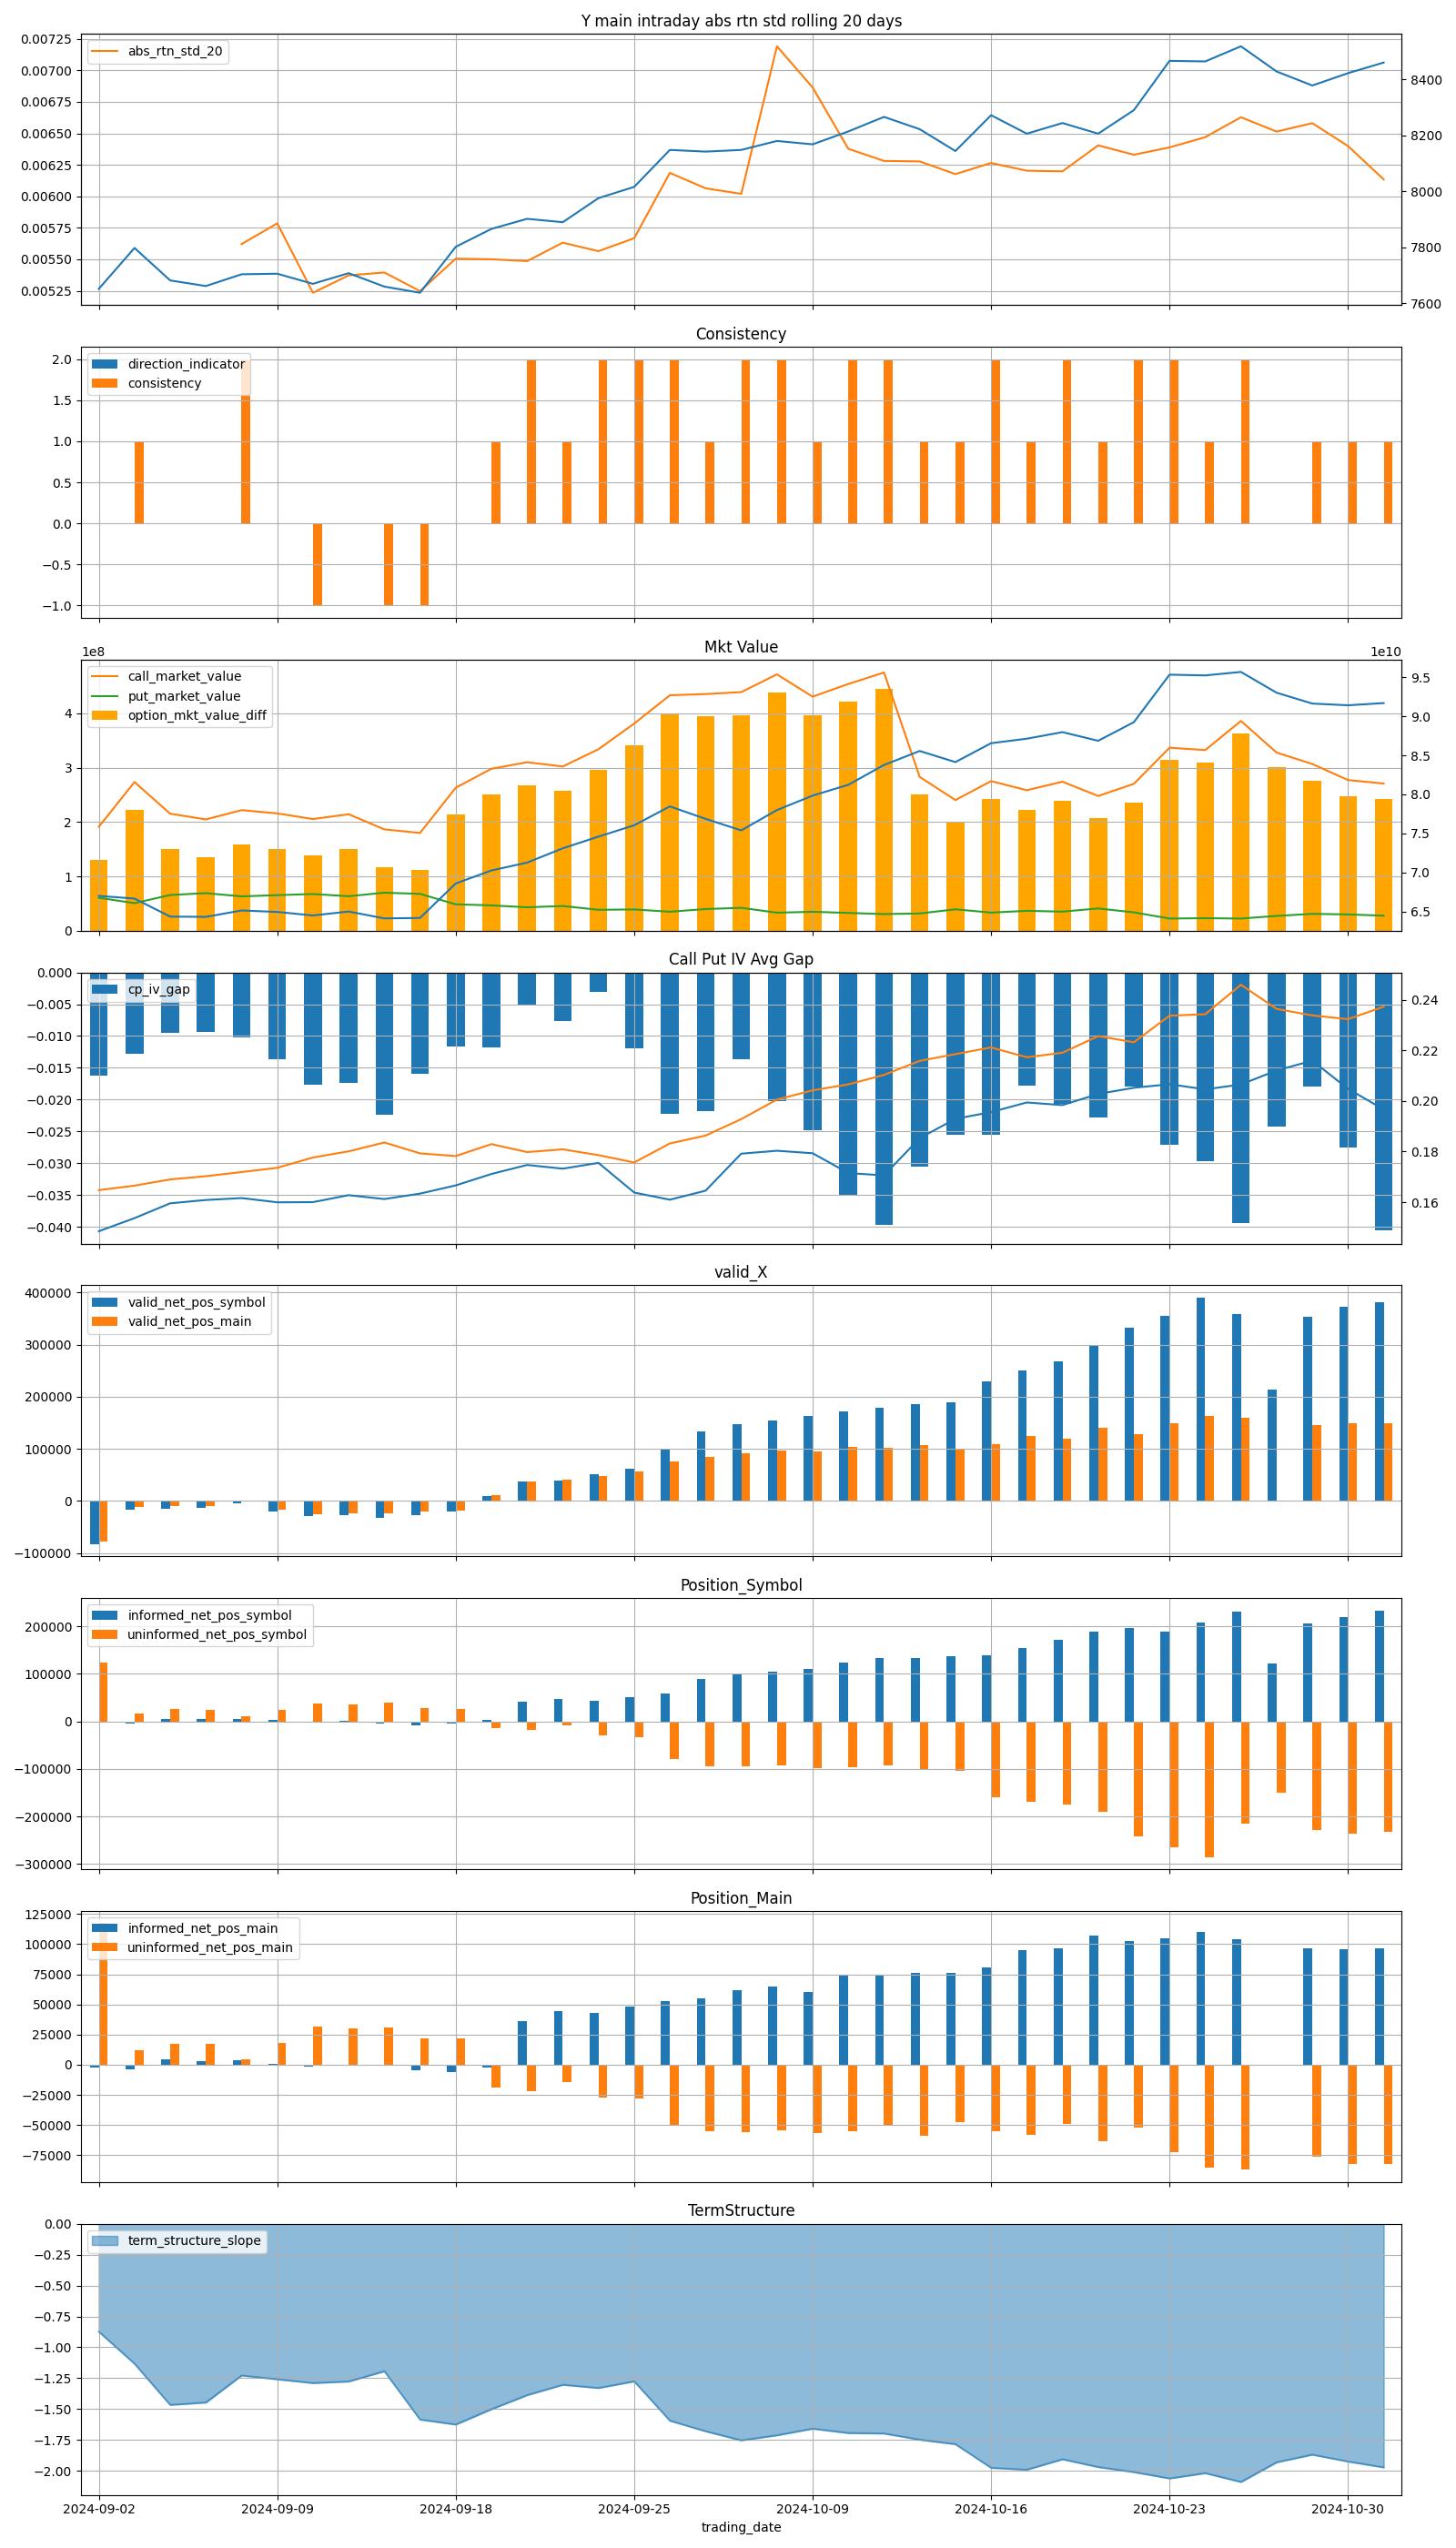 Y main intraday abs rtn std rolling 20 days
abs_rtn_std_20
0.00725
0.00700
0.00675
0.00650
0.00625
0.00600
0.00575
0.00550
0.00525
8400
8200
8000
7800
7600
Consistency
direction_indicator
consistency
2.0
1.5
1.0
0.5
0.0
−0.5
−1.0
Mkt Value
1e8
1e10
call_market_value
put_market_value
option_mkt_value_diff
4
3
2
1
0
9.5
9.0
8.5
8.0
7.5
7.0
6.5
Call Put IV Avg Gap
cp_iv_gap
0.000
−0.005
−0.010
−0.015
−0.020
−0.025
−0.030
−0.035
−0.040
0.24
0.22
0.20
0.18
0.16
valid_X
valid_net_pos_symbol
valid_net_pos_main
400000
300000
200000
100000
0
−100000
Position_Symbol
informed_net_pos_symbol
uninformed_net_pos_symbol
200000
100000
0
−100000
−200000
−300000
Position_Main
informed_net_pos_main
uninformed_net_pos_main
125000
100000
75000
50000
25000
0
−25000
−50000
−75000
TermStructure
term_structure_slope
0.00
−0.25
−0.50
−0.75
−1.00
−1.25
−1.50
−1.75
−2.00
2024-09-02 2024-09-09 2024-09-18 2024-09-25 2024-10-09 2024-10-16 2024-10-23 2024-10-30
trading_date